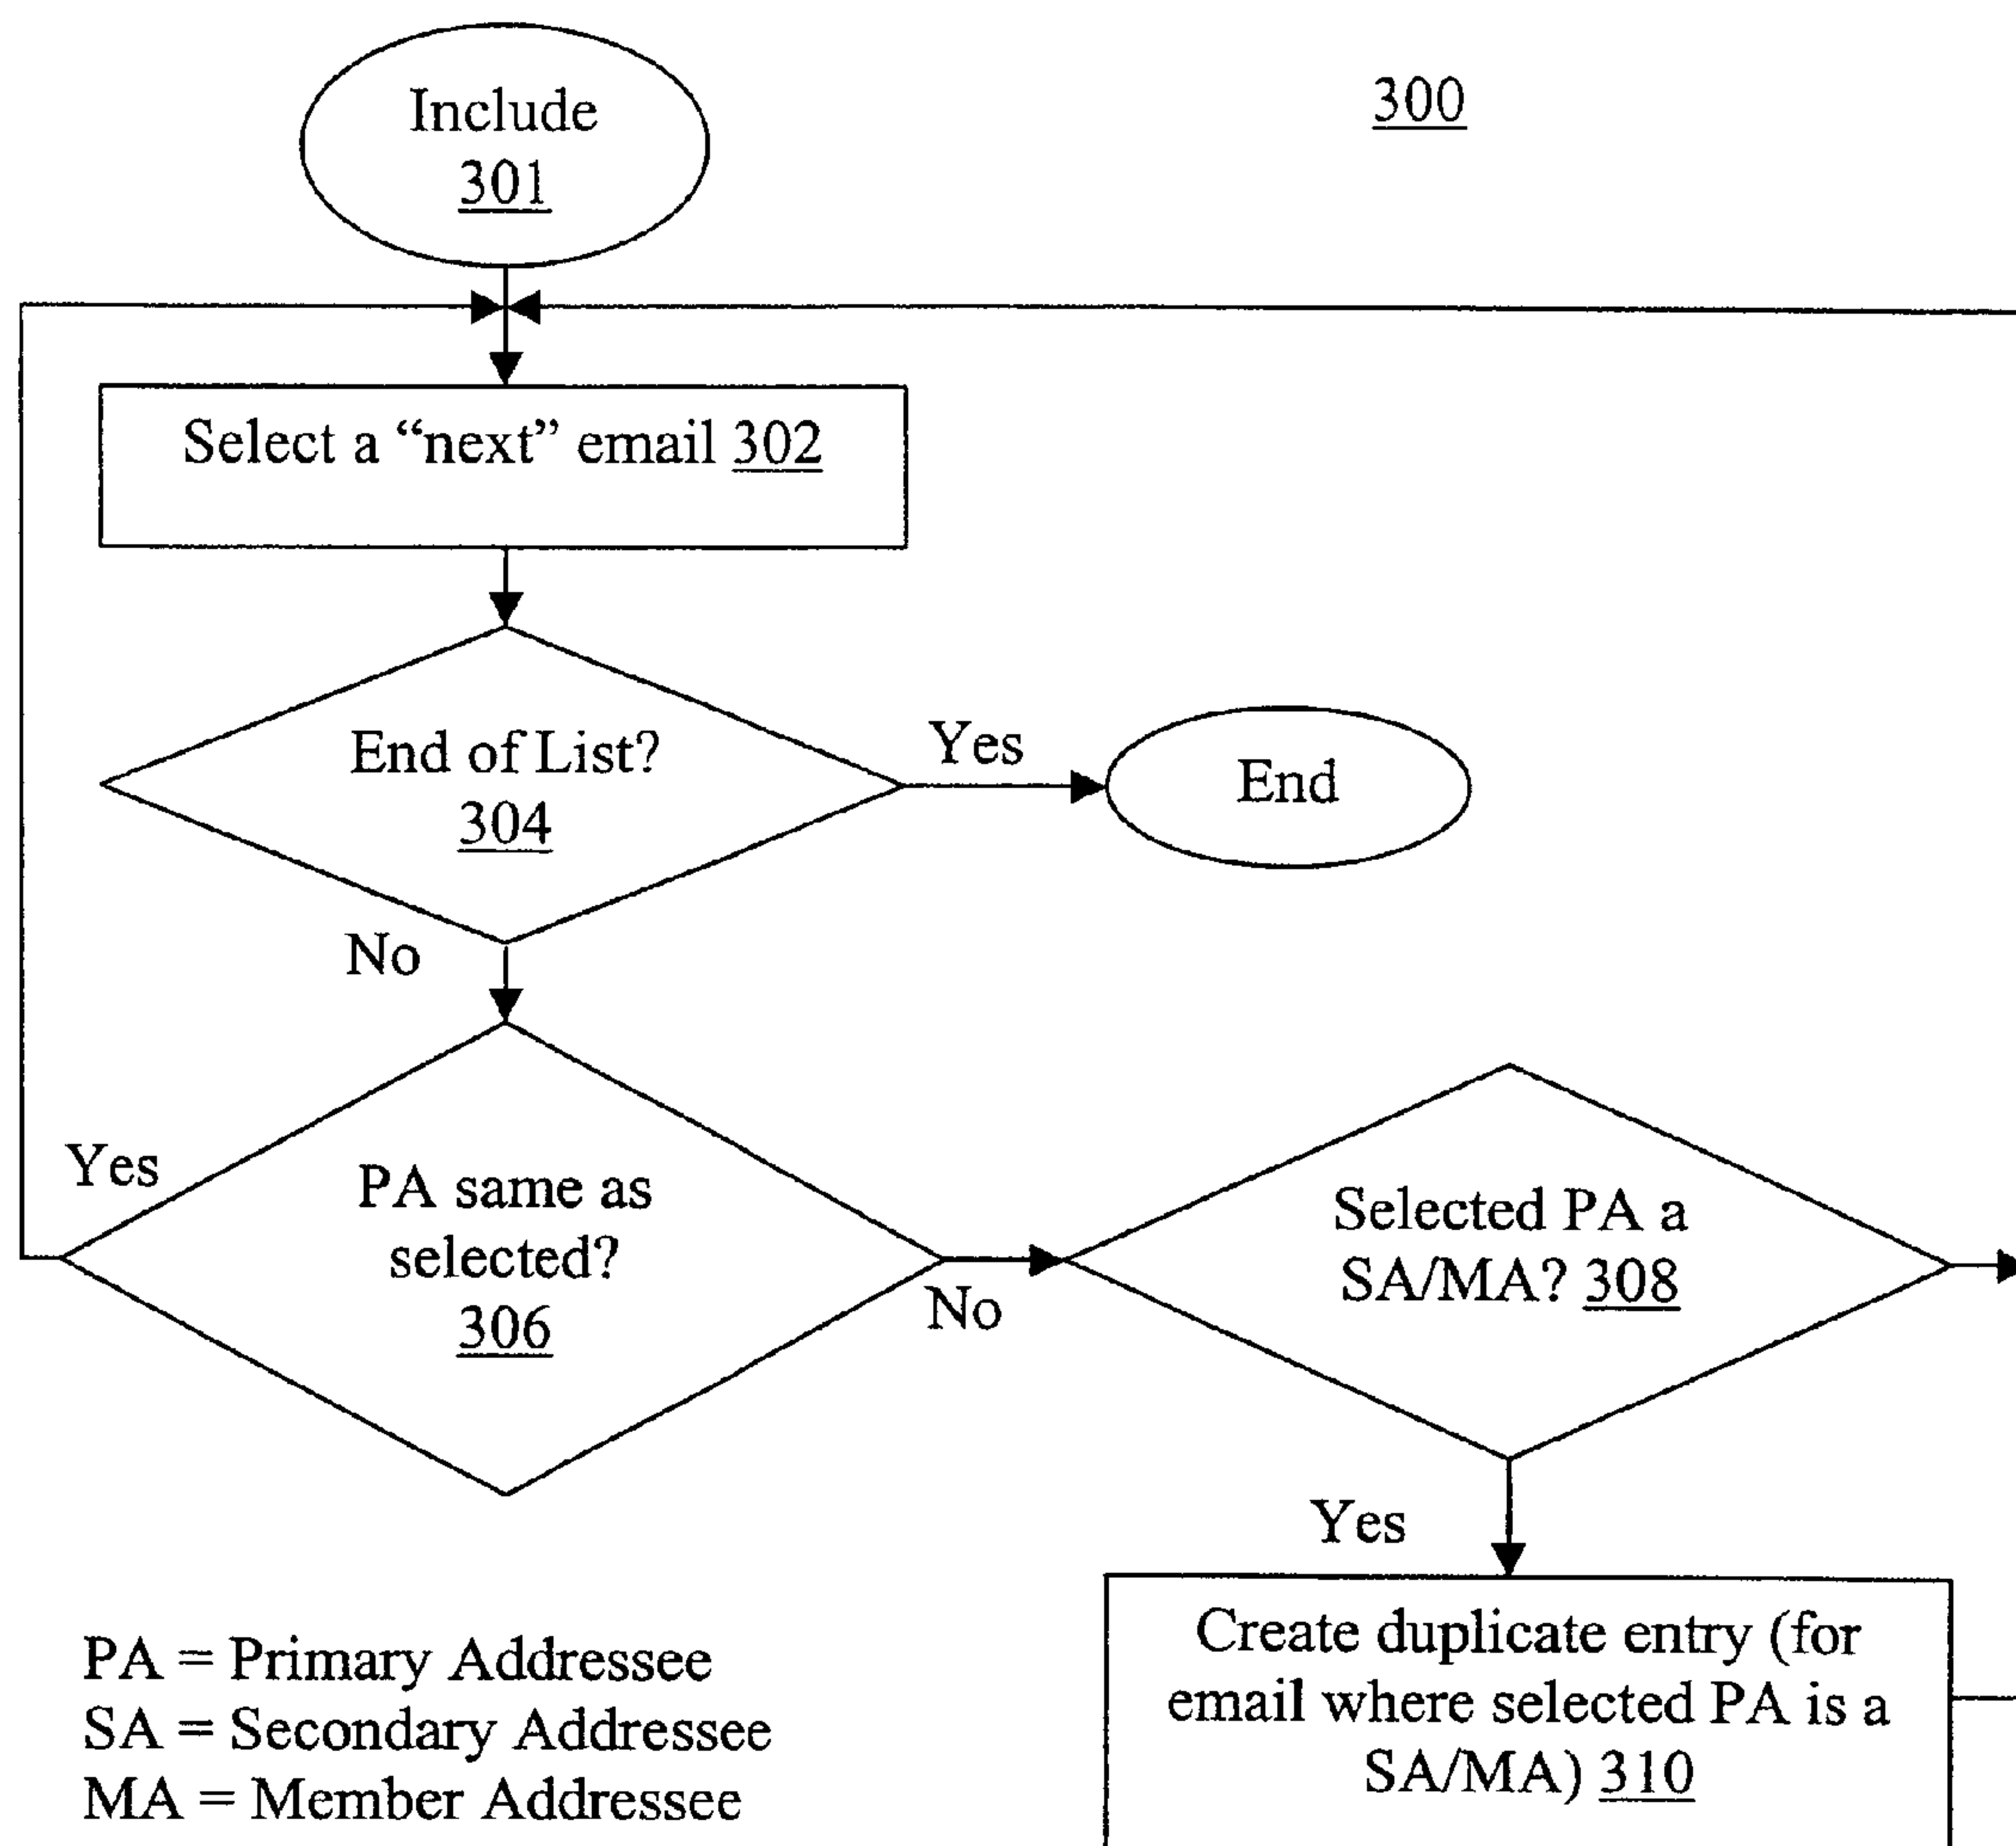 Include
301
300
Select a “next” email 302
End of List?
304
Yes
End
No
PA same as
selected?
306
Yes
No
Selected PA a
SA/MA? 308
Yes
Create duplicate entry (for
email where selected PA is a
SA/MA) 310
PA = Primary Addressee
SA = Secondary Addressee
MA = Member Addressee